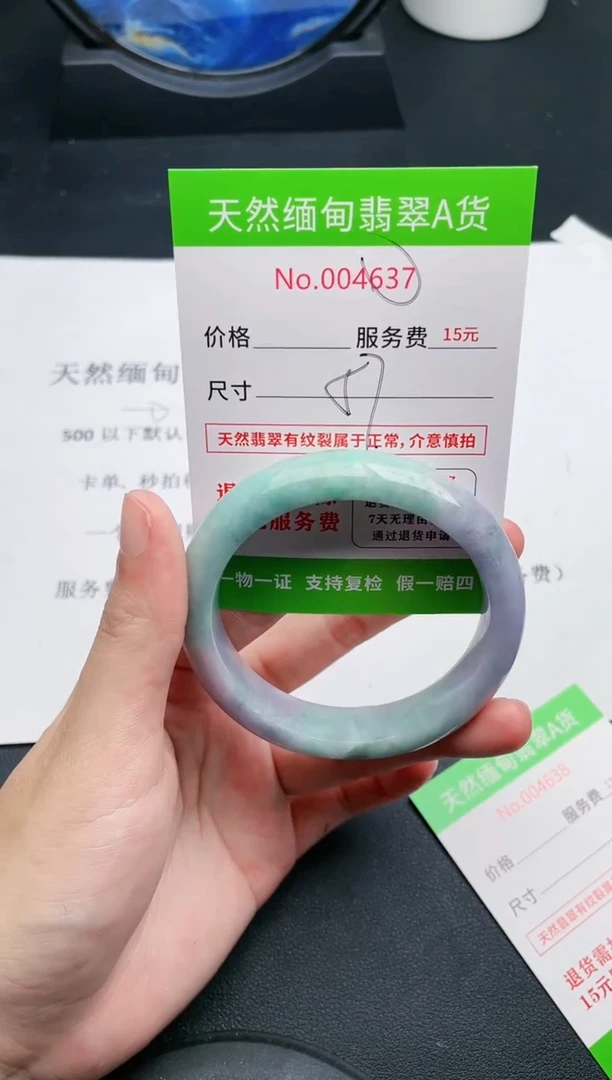 天然缅甸翡翠A货
No.004637
价格 服务费 15元
尺寸
天然翡翠有纹裂属于正常，介意慎拍
服务费
7天无理由
通过退货申请
一物一证 支持复检 假一赔四
天然缅甸
500 以下默认
卡单、秒拍
一个
服务费
费）
天然缅甸翡翠A货
No.004638
价格 服务费
尺寸
天然翡翠有纹裂
退货需
15元